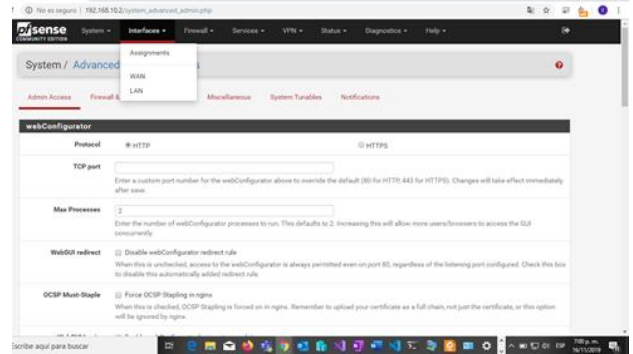 No es seguro | 192.168.10.2/system_advanced_admin.php
pfsense
COMMUNITY EDITION
System
Interfaces
Firewall
Services
VPN
Status
Diagnostics
Help
Assignments
WAN
LAN
System / Advanced
Admin Access
Firewall &
Miscellaneous
System Tunables
Notifications
webConfigurator
Protocol
HTTP
HTTPS
TCP port
Enter a custom port number for the webConfigurator above to override the default (80 for HTTP, 443 for HTTPS). Changes will take effect immediately
after save.
Max Processes
2
Enter the number of webConfigurator processes to run. This defaults to 2. Increasing this will allow more users/browsers to access the GUI
concurrently.
WebGUI redirect
Disable webConfigurator redirect rule
When this is unchecked, access to the webConfigurator is always permitted even on port 80, regardless of the listening port configured. Check this box
to disable this automatically added redirect rule.
OCSP Must-Staple
Force OCSP Stapling in nginx
When this is checked, OCSP Stapling is forced on in nginx. Remember to upload your certificate as a full chain, not just the certificate, or this option
will be ignored by nginx.
scribe aquí para buscar
ESP
7:00 p. m.
16/11/2019